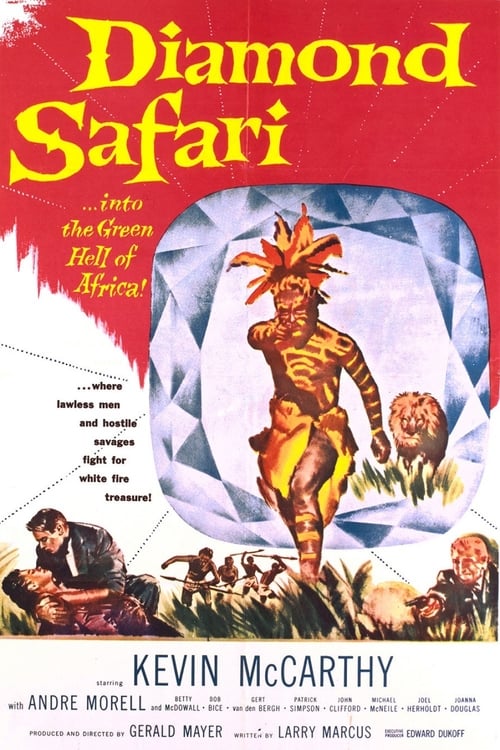 Diamond
Safari
...into
the Green
Hell of
Africa!
...where
lawless men
and hostile
savages
fight for
white fire
treasure!
starring KEVIN McCARTHY
with ANDRE MORELL and BETTY McDOWALL BOB BICE GERT van den BERGH PATRICK SIMPSON JOHN CLIFFORD MICHAEL McNEILE JOEL HERHOLDT JOANNA DOUGLAS
PRODUCED AND DIRECTED BY GERALD MAYER WRITTEN BY LARRY MARCUS EXECUTIVE PRODUCER EDWARD DUKOFF